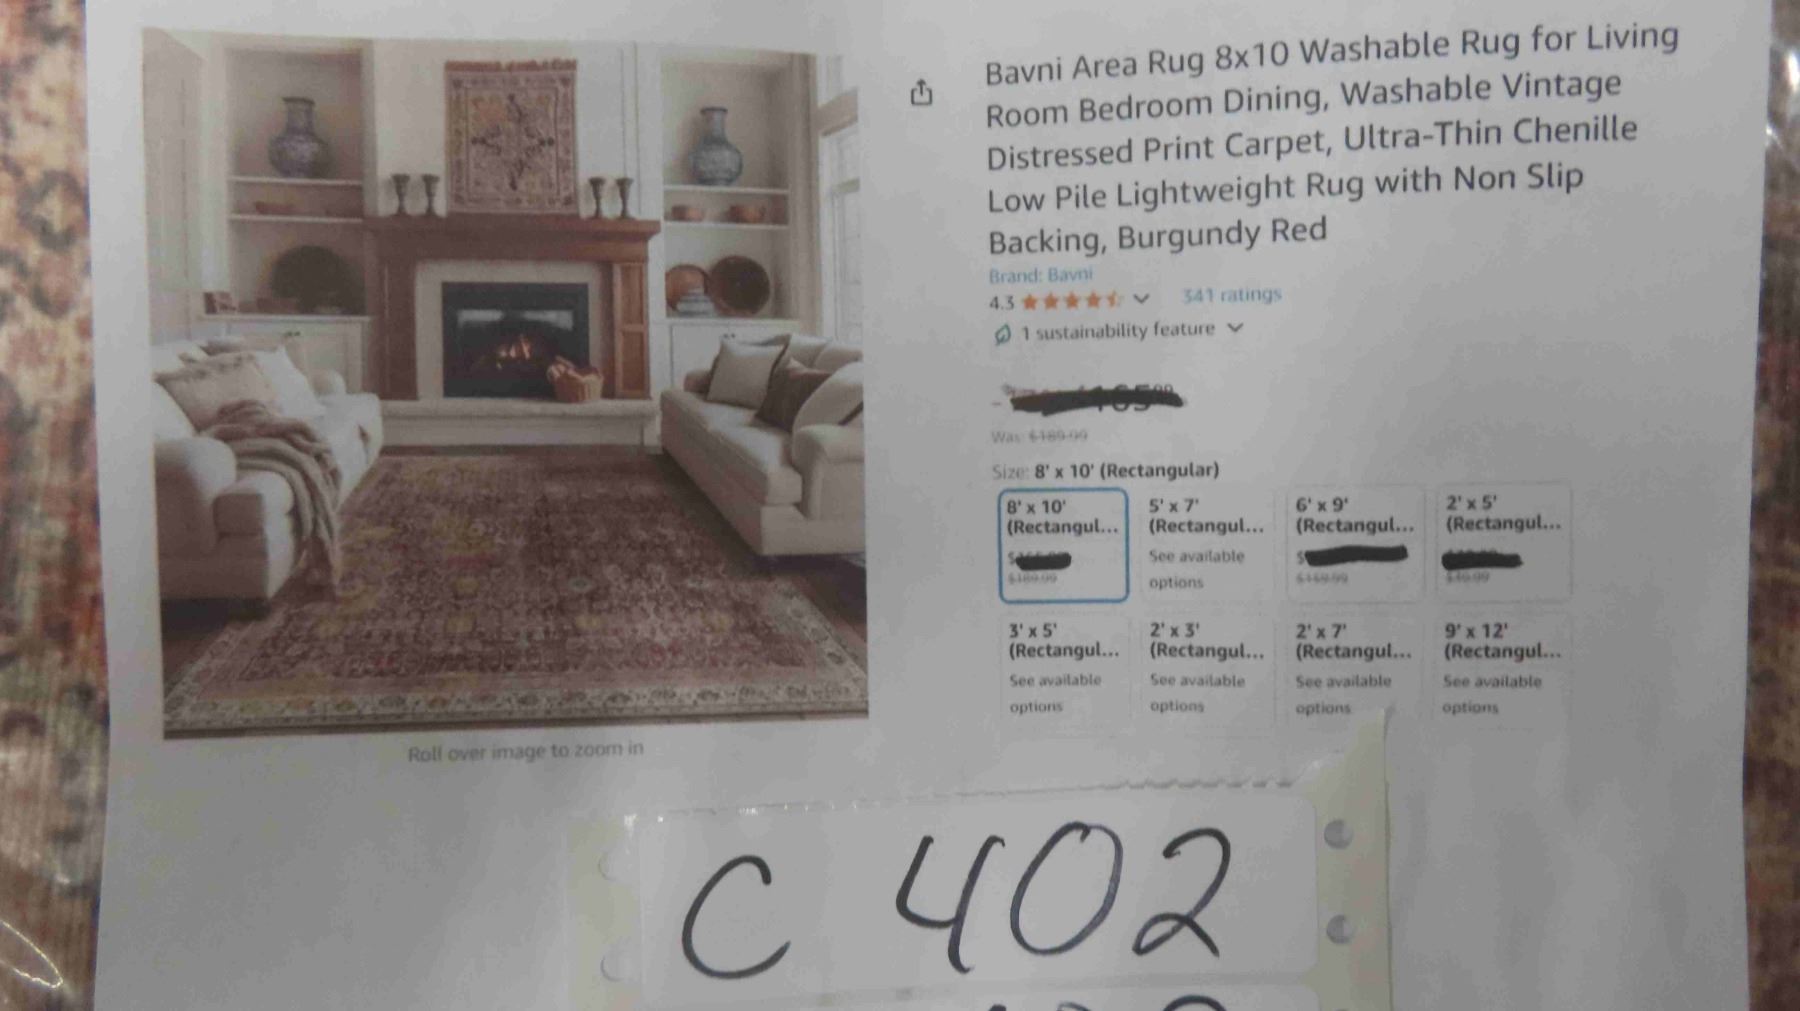 Bavni Area Rug 8x10 Washable Rug for Living
Room Bedroom Dining, Washable Vintage
Distressed Print Carpet, Ultra-Thin Chenille
Low Pile Lightweight Rug with Non Slip
Backing, Burgundy Red
Brand: Bavni
4.3 341 ratings
1 sustainability feature
Was: $189.99
Size: 8' x 10' (Rectangular)
8' x 10'
(Rectangul...
$189.99
5' x 7'
(Rectangul...
See available
options
6' x 9'
(Rectangul...
$
$169.99
2' x 5'
(Rectangul...
3' x 5'
(Rectangul...
See available
options
2' x 3'
(Rectangul...
See available
options
2' x 7'
(Rectangul...
See available
options
9' x 12'
(Rectangul...
See available
options
Roll over image to zoom in
C 402